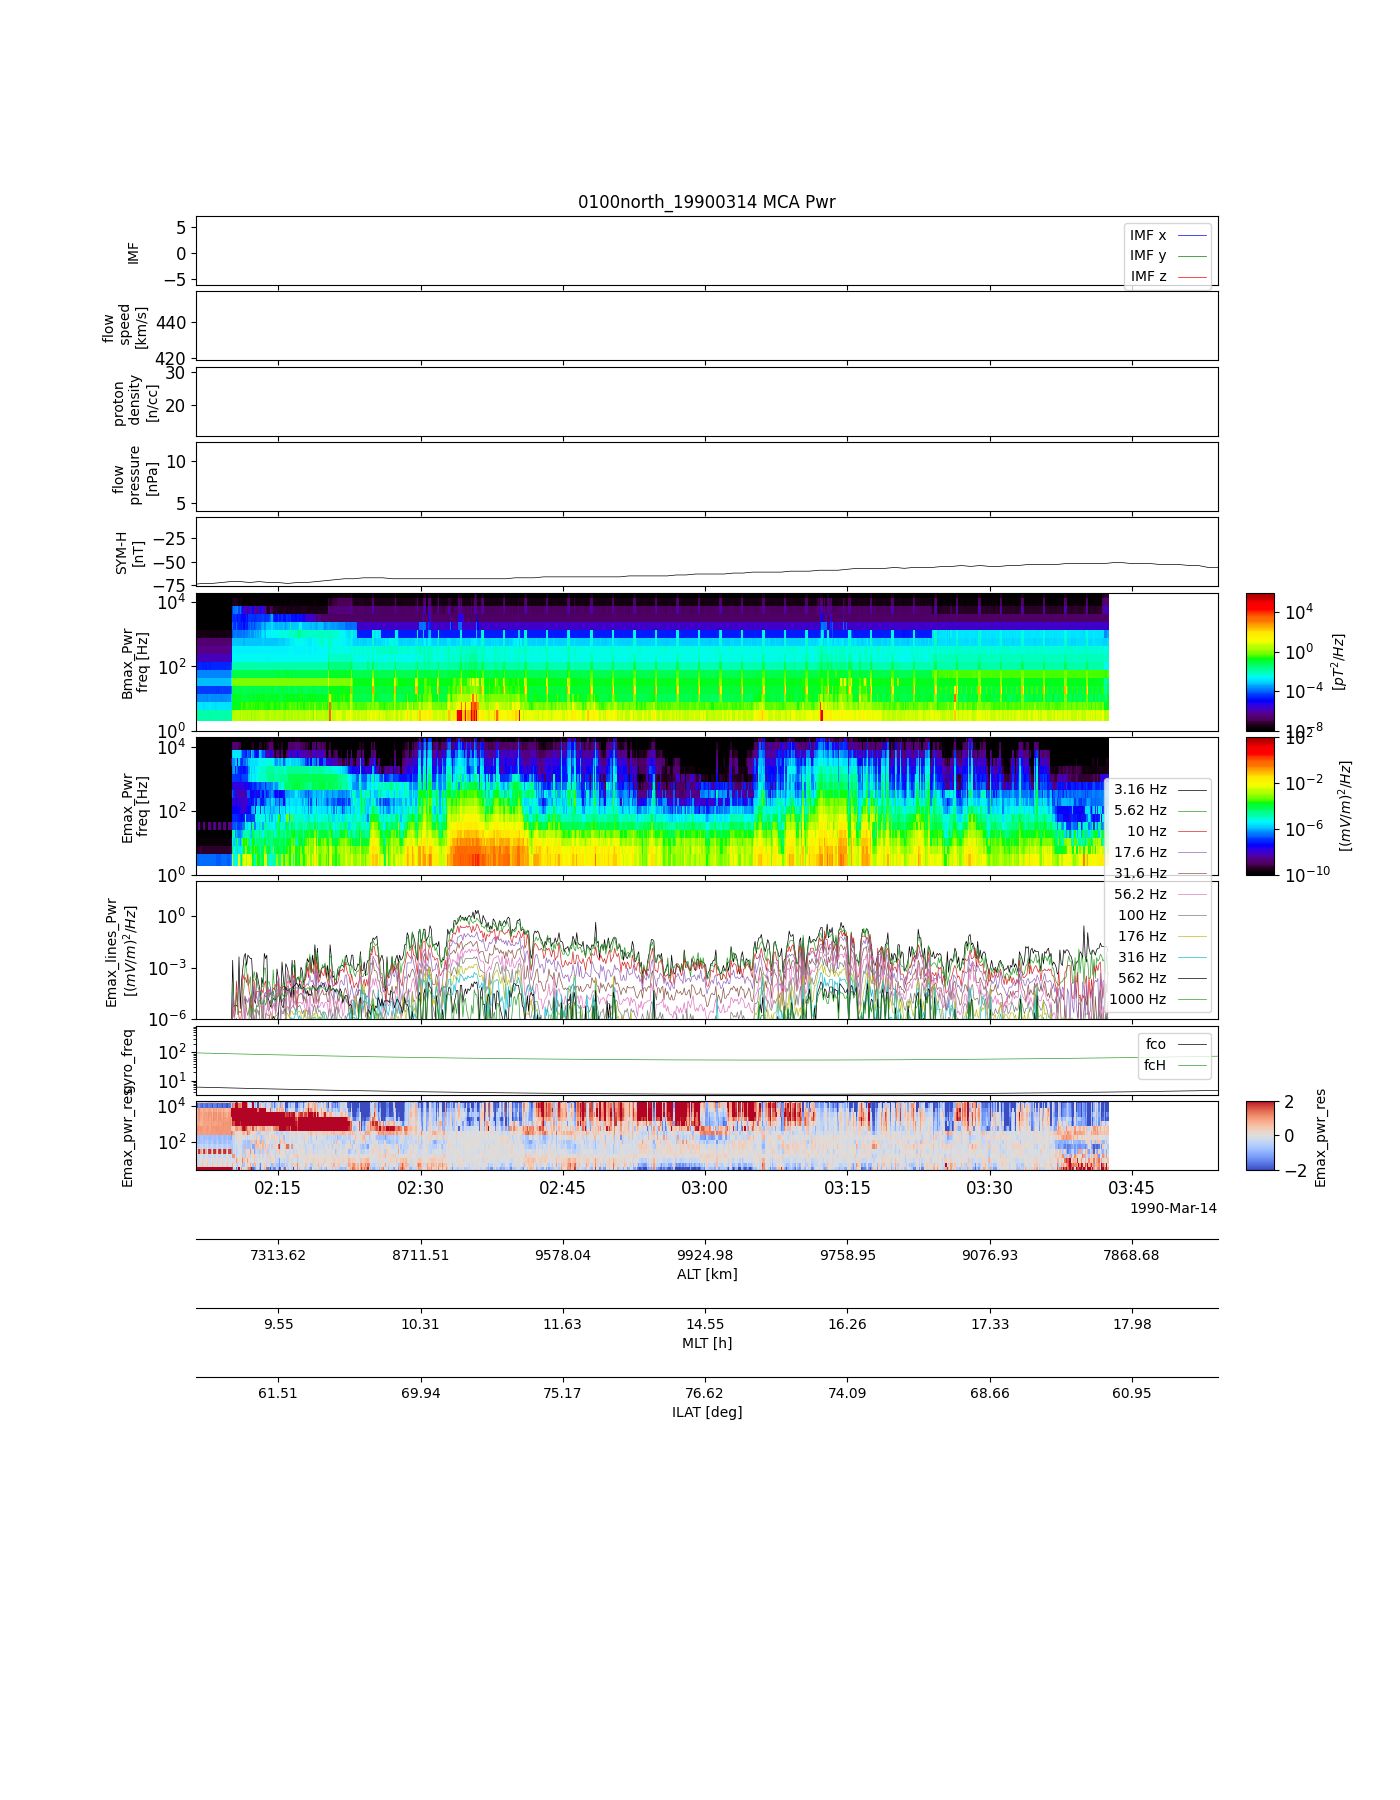 0100north_19900314 MCA Pwr
IMF
5
0
−5
IMF x
IMF y
IMF z
flow
speed
[km/s]
440
420
proton
density
[n/cc]
30
20
flow
pressure
[nPa]
10
5
SYM-H
[nT]
−25
−50
−75
Bmax_Pwr
freq [Hz]
10^4
10^2
10^0
10^4
10^0
10^−4
10^−8
[pT^2/Hz]
Emax_Pwr
freq [Hz]
10^4
10^2
10^0
10^2
10^−2
10^−6
10^−10
[(mV/m)^2/Hz]
3.16 Hz
5.62 Hz
10 Hz
17.6 Hz
31.6 Hz
56.2 Hz
100 Hz
176 Hz
316 Hz
562 Hz
1000 Hz
Emax_lines_Pwr
[(mV/m)^2/Hz]
10^0
10^−3
10^−6
gyro_freq
10^2
10^1
fco
fcH
Emax_pwr_res
10^4
10^2
2
0
−2
Emax_pwr_res
02:15 02:30 02:45 03:00 03:15 03:30 03:45
1990-Mar-14
7313.62 8711.51 9578.04 9924.98 9758.95 9076.93 7868.68
ALT [km]
9.55 10.31 11.63 14.55 16.26 17.33 17.98
MLT [h]
61.51 69.94 75.17 76.62 74.09 68.66 60.95
ILAT [deg]